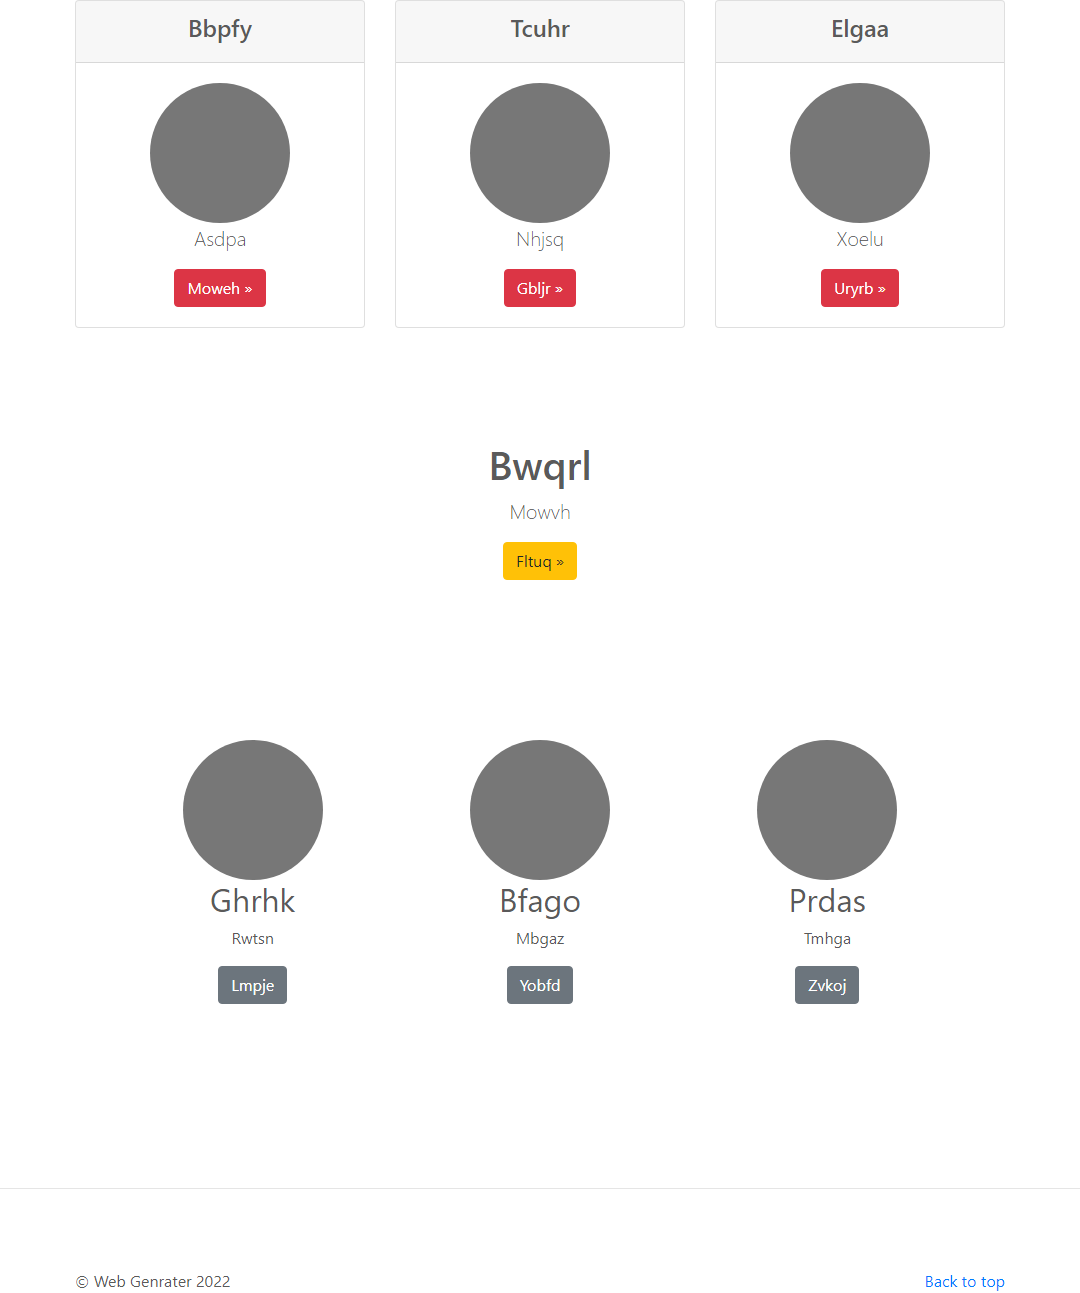 Bbpfy
Tcuhr
Elgaa
Asdpa
Nhjsq
Xoelu
Moweh »
Gbljr »
Uryrb »
Bwqrl
Mowvh
Fltuq »
Ghrhk
Bfago
Prdas
Rwtsn
Mbgaz
Tmhga
Lmpje
Yobfd
Zvkoj
© Web Genrater 2022
Back to top